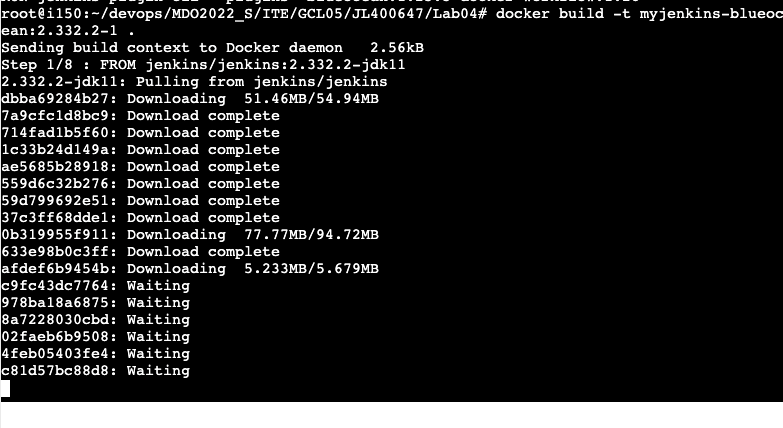 root@i150:~/devops/MDO2022_S/ITE/GCL05/JL400647/Lab04# docker build -t myjenkins-blueoc
ean:2.332.2-1 .
Sending build context to Docker daemon   2.56kB
Step 1/8 : FROM jenkins/jenkins:2.332.2-jdk11
2.332.2-jdk11: Pulling from jenkins/jenkins
dbba69284b27: Downloading  51.46MB/54.94MB
7a9cfc1d8bc9: Download complete
714fad1b5f60: Download complete
1c33b24d149a: Download complete
ae5685b28918: Download complete
559d6c32b276: Download complete
59d799692e51: Download complete
37c3ff68dde1: Download complete
0b319955f911: Downloading  77.77MB/94.72MB
633e98b0c3ff: Download complete
afdef6b9454b: Downloading  5.233MB/5.679MB
c9fc43dc7764: Waiting
978ba18a6875: Waiting
8a7228030cbd: Waiting
02faeb6b9508: Waiting
4feb05403fe4: Waiting
c81d57bc88d8: Waiting